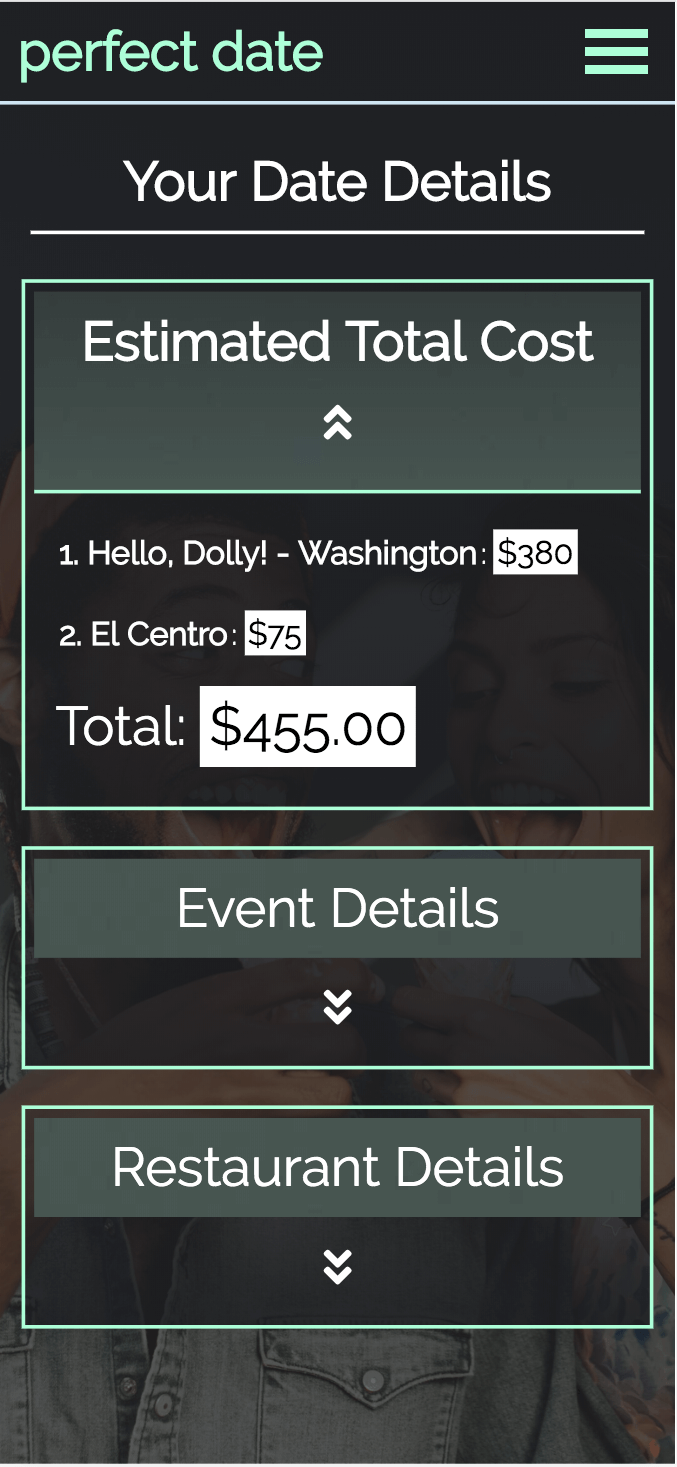 perfect date
Your Date Details
Estimated Total Cost
1. Hello, Dolly! - Washington: $380
2. El Centro: $75
Total: $455.00
Event Details
Restaurant Details